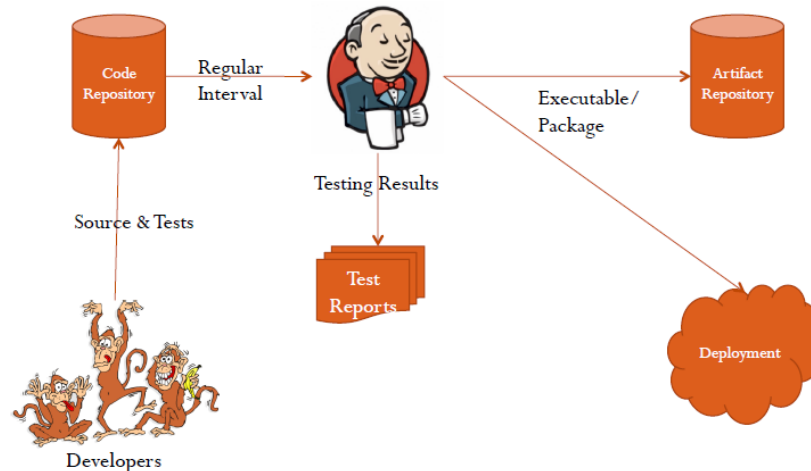 Code
Repository
Regular
Interval
Executable/
Package
Artifact
Repository
Testing Results
Source & Tests
Test
Reports
Deployment
Developers